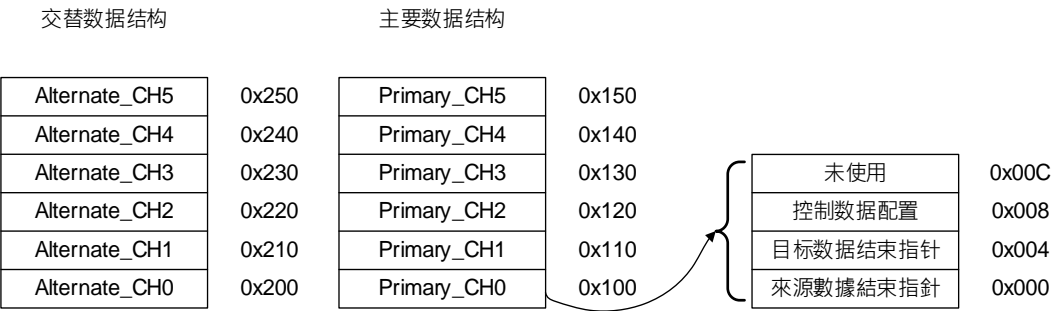 交替数据结构 主要数据结构
Alternate_CH5 0x250 Primary_CH5 0x150
Alternate_CH4 0x240 Primary_CH4 0x140
Alternate_CH3 0x230 Primary_CH3 0x130 未使用 0x00C
Alternate_CH2 0x220 Primary_CH2 0x120 控制数据配置 0x008
Alternate_CH1 0x210 Primary_CH1 0x110 目标数据结束指针 0x004
Alternate_CH0 0x200 Primary_CH0 0x100 來源數據結束指針 0x000